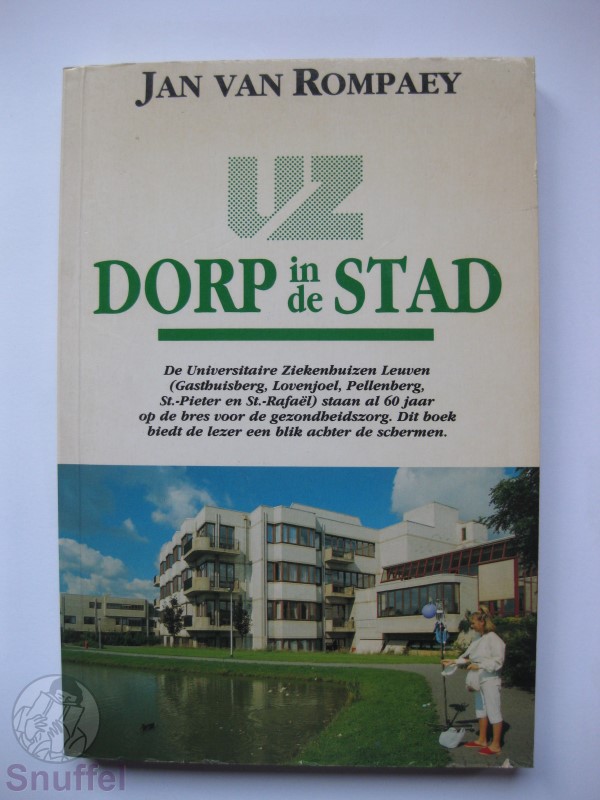 JAN VAN ROMPAEY
UZ
DORP in de STAD
De Universitaire Ziekenhuizen Leuven
(Gasthuisberg, Lovenjoel, Pellenberg,
St.-Pieter en St.-Rafaël) staan al 60 jaar
op de bres voor de gezondheidszorg. Dit boek
biedt de lezer een blik achter de schermen.
Snuffel